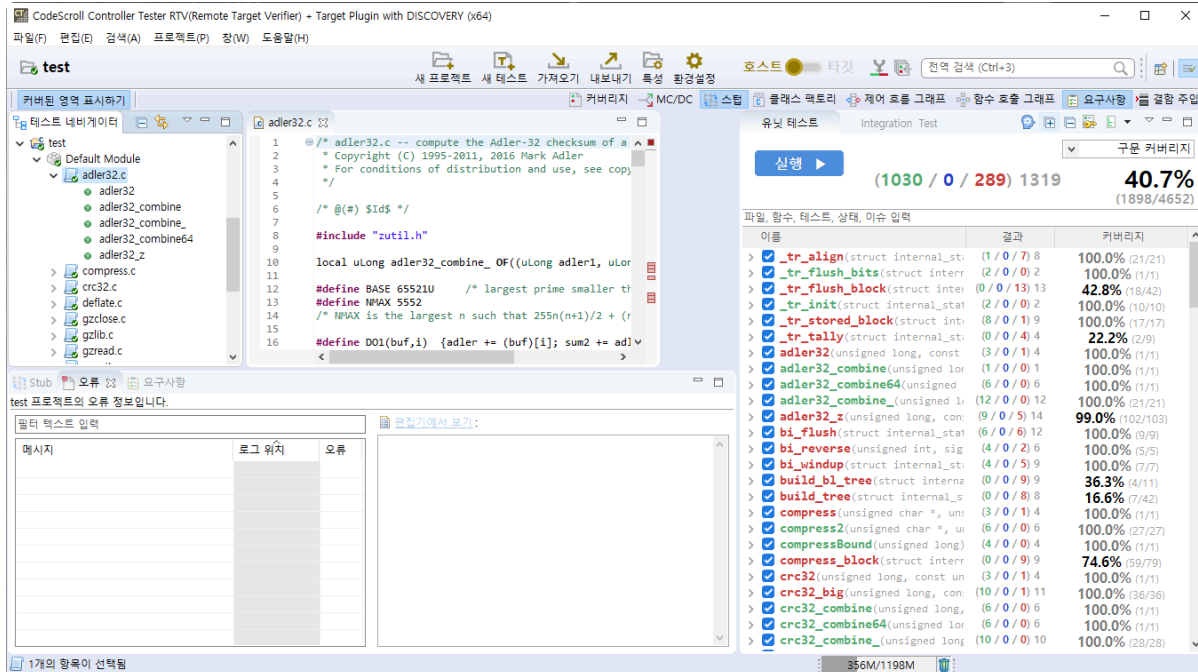 CodeScroll Controller Tester RTV(Remote Target Verifier) + Target Plugin with DISCOVERY (x64)
파일(F) 편집(E) 검색(A) 프로젝트(P) 창(W) 도움말(H)
test
새 프로젝트 새 테스트 가져오기 내보내기 특성 환경설정
호스트 타깃
전역 검색 (Ctrl+3)
커버된 영역 표시하기
커버리지 MC/DC 스텁 클래스 팩토리 제어 흐름 그래프 함수 호출 그래프 요구사항 결함 주입
테스트 네비게이터
test
Default Module
adler32.c
adler32
adler32_combine
adler32_combine_
adler32_combine64
adler32_z
compress.c
crc32.c
deflate.c
gzclose.c
gzlib.c
gzread.c
adler32.c
1 /* adler32.c -- compute the Adler-32 checksum of a
2 * Copyright (C) 1995-2011, 2016 Mark Adler
3 * For conditions of distribution and use, see copy
4 */
5
6 /* @(#) $Id$ */
7
8 #include "zutil.h"
9
10 local uLong adler32_combine_ OF((uLong adler1, uLon
11
12 #define BASE 65521U /* largest prime smaller th
13 #define NMAX 5552
14 /* NMAX is the largest n such that 255n(n+1)/2 + (n
15
16 #define DO1(buf,i) {adler += (buf)[i]; sum2 += adl
Stub 오류 요구사항
test 프로젝트의 오류 정보입니다.
필터 텍스트 입력
메시지 로그 위치 오류
편집기에서 보기:
유닛 테스트 Integration Test
실행
구문 커버리지
(1030 / 0 / 289) 1319
40.7%
(1898/4652)
파일, 함수, 테스트, 상태, 이슈 입력
이름 결과 커버리지
_tr_align(struct internal_st (1 / 0 / 7) 8 100.0% (21/21)
_tr_flush_bits(struct interr (2 / 0 / 0) 2 100.0% (1/1)
_tr_flush_block(struct inter (0 / 0 / 13) 13 42.8% (18/42)
_tr_init(struct internal_stat (2 / 0 / 0) 2 100.0% (10/10)
_tr_stored_block(struct int (8 / 0 / 1) 9 100.0% (17/17)
_tr_tally(struct internal_st (0 / 0 / 4) 4 22.2% (2/9)
adler32(unsigned long, const (3 / 0 / 1) 4 100.0% (1/1)
adler32_combine(unsigned lor (1 / 0 / 0) 1 100.0% (1/1)
adler32_combine64(unsigned (6 / 0 / 0) 6 100.0% (1/1)
adler32_combine_(unsigned l (12 / 0 / 0) 12 100.0% (21/21)
adler32_z(unsigned long, con (9 / 0 / 5) 14 99.0% (102/103)
bi_flush(struct internal_stat (6 / 0 / 6) 12 100.0% (9/9)
bi_reverse(unsigned int, sig (4 / 0 / 2) 6 100.0% (5/5)
bi_windup(struct internal_st (4 / 0 / 5) 9 100.0% (7/7)
build_bl_tree(struct interna (0 / 0 / 9) 9 36.3% (4/11)
build_tree(struct internal_s (0 / 0 / 8) 8 16.6% (7/42)
compress(unsigned char *, un (3 / 0 / 1) 4 100.0% (1/1)
compress2(unsigned char *, u (6 / 0 / 0) 6 100.0% (27/27)
compressBound(unsigned long) (4 / 0 / 0) 4 100.0% (1/1)
compress_block(struct intern (0 / 0 / 9) 9 74.6% (59/79)
crc32(unsigned long, const un (3 / 0 / 1) 4 100.0% (1/1)
crc32_big(unsigned long, con (10 / 0 / 1) 11 100.0% (36/36)
crc32_combine(unsigned long, (6 / 0 / 0) 6 100.0% (1/1)
crc32_combine64(unsigned lor (6 / 0 / 0) 6 100.0% (1/1)
crc32_combine_(unsigned long (10 / 0 / 0) 10 100.0% (28/28)
1개의 항목이 선택됨
356M/1198M